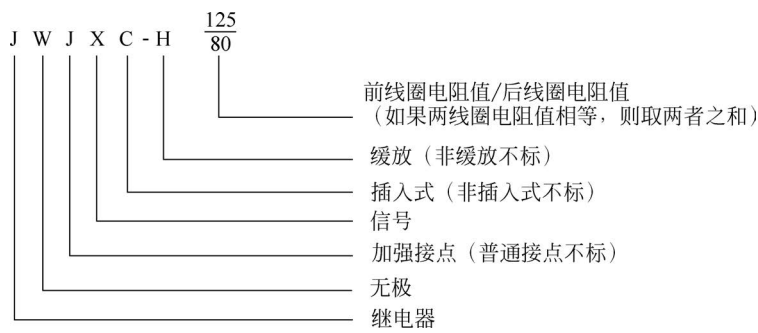 J W J X C - H 125/80
前线圈电阻值/后线圈电阻值
（如果两线圈电阻值相等，则取两者之和）
缓放（非缓放不标）
插入式（非插入式不标）
信号
加强接点（普通接点不标）
无极
继电器